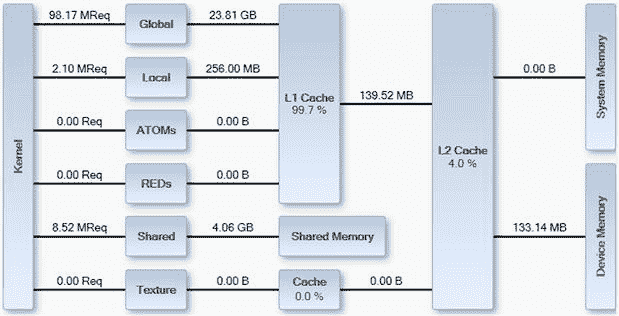 Kernel
98.17 MReq
Global
23.81 GB
2.10 MReq
Local
256.00 MB
0.00 Req
ATOMs
0.00 B
0.00 Req
REDs
0.00 B
8.52 MReq
Shared
4.06 GB
Shared Memory
0.00 Req
Texture
0.00 B
Cache
0.0 %
0.00 B
L1 Cache
99.7 %
139.52 MB
L2 Cache
4.0 %
0.00 B
System Memory
133.14 MB
Device Memory